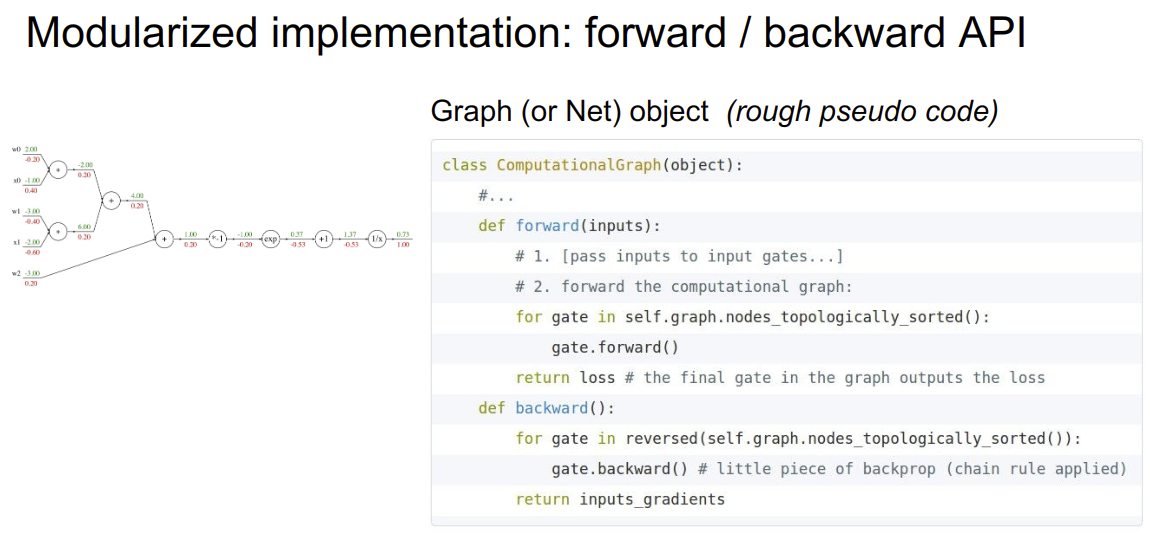 Modularized implementation: forward / backward API
Graph (or Net) object (rough pseudo code)
w0 2.00
-0.20
x0 -1.00
0.40
w1 -3.00
-0.40
x1 -2.00
-0.60
w2 -3.00
0.20
-2.00
0.20
6.00
0.20
+
4.00
0.20
+
1.00
0.20
*-1
-1.00
-0.20
exp
0.37
-0.53
+1
1.37
-0.53
1/x
0.73
1.00
class ComputationalGraph(object):
#...
def forward(inputs):
# 1. [pass inputs to input gates...]
# 2. forward the computational graph:
for gate in self.graph.nodes_topologically_sorted():
gate.forward()
return loss # the final gate in the graph outputs the loss
def backward():
for gate in reversed(self.graph.nodes_topologically_sorted()):
gate.backward() # little piece of backprop (chain rule applied)
return inputs_gradients